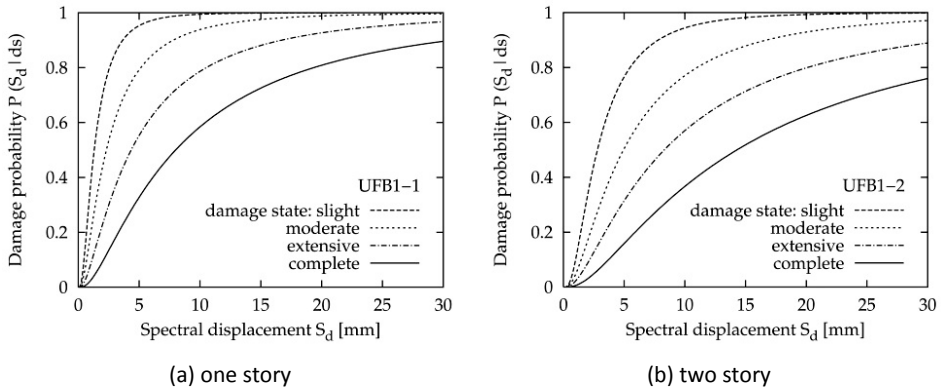 Damage probability P (S_d | ds)
1
0.8
0.6
0.4
0.2
0
UFB1−1
damage state: slight
moderate
extensive
complete
0 5 10 15 20 25 30
Spectral displacement S_d [mm]
(a) one story
Damage probability P (S_d | ds)
1
0.8
0.6
0.4
0.2
0
UFB1−2
damage state: slight
moderate
extensive
complete
0 5 10 15 20 25 30
Spectral displacement S_d [mm]
(b) two story